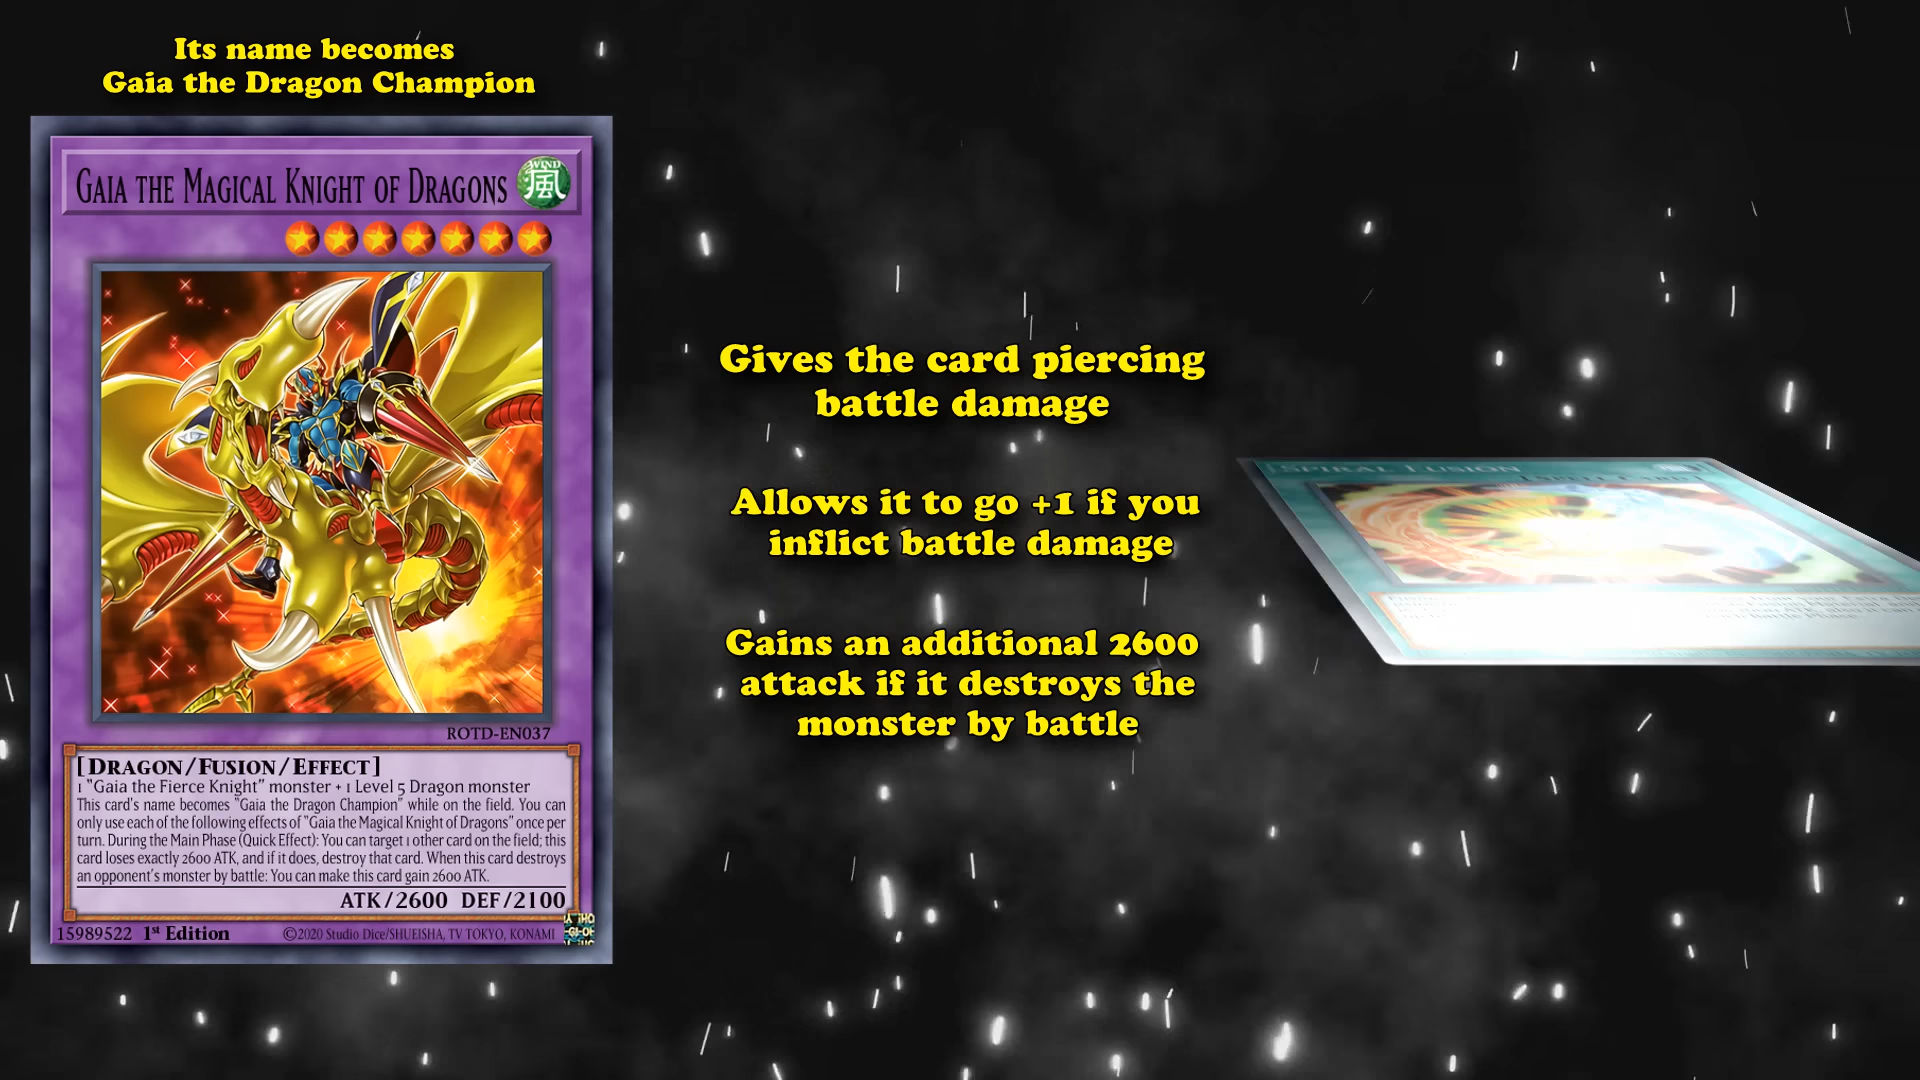 Its name becomes
Gaia the Dragon Champion
Gaia the Magical Knight of Dragons
WIND
風
ROTD-EN037
[Dragon/Fusion/Effect]
1 "Gaia the Fierce Knight" monster + 1 Level 5 Dragon monster
This card's name becomes "Gaia the Dragon Champion" while on the field. You can
only use each of the following effects of "Gaia the Magical Knight of Dragons" once per
turn. During the Main Phase (Quick Effect): You can target 1 other card on the field; this
card loses exactly 2600 ATK, and if it does, destroy that card. When this card destroys
an opponent's monster by battle: You can make this card gain 2600 ATK.
ATK/2600 DEF/2100
15989522 1st Edition ©2020 Studio Dice/SHUEISHA, TV TOKYO, KONAMI
Gives the card piercing
battle damage
Allows it to go +1 if you
inflict battle damage
Gains an additional 2600
attack if it destroys the
monster by battle
Spiral Fusion